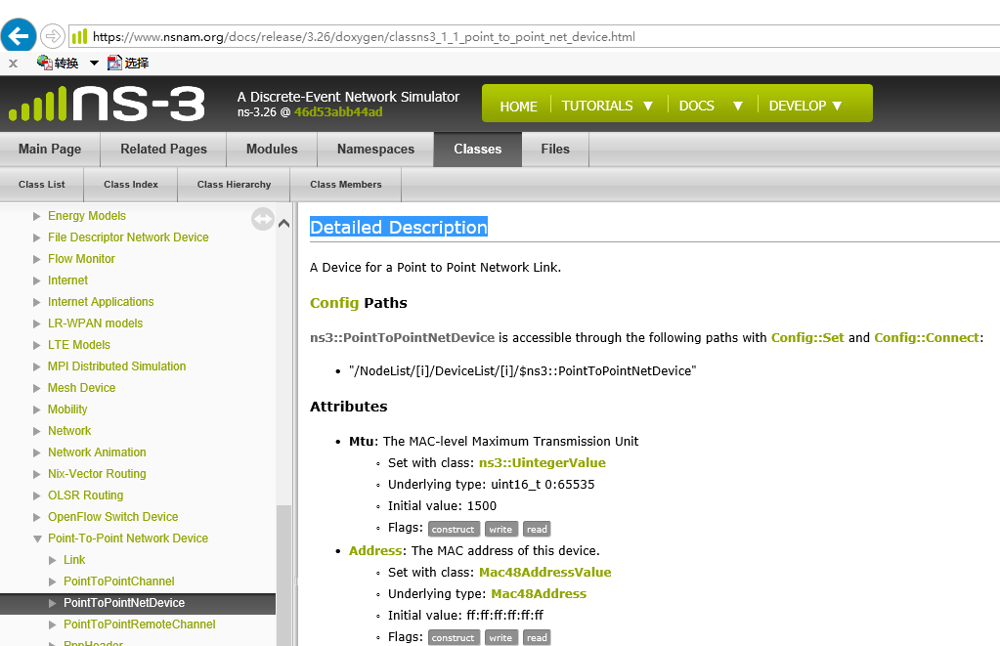 https://www.nsnam.org/docs/release/3.26/doxygen/classns3_1_1_point_to_point_net_device.html
x 转换 选择
ns-3
A Discrete-Event Network Simulator
ns-3.26 @ 46d53abb44ad
HOME TUTORIALS ▼ DOCS ▼ DEVELOP ▼
Main Page Related Pages Modules Namespaces Classes Files
Class List Class Index Class Hierarchy Class Members
Energy Models
File Descriptor Network Device
Flow Monitor
Internet
Internet Applications
LR-WPAN models
LTE Models
MPI Distributed Simulation
Mesh Device
Mobility
Network
Network Animation
Nix-Vector Routing
OLSR Routing
OpenFlow Switch Device
Point-To-Point Network Device
Link
PointToPointChannel
PointToPointNetDevice
PointToPointRemoteChannel
PppHeader
Detailed Description
A Device for a Point to Point Network Link.
Config Paths
ns3::PointToPointNetDevice is accessible through the following paths with Config::Set and Config::Connect:
• "/NodeList/[i]/DeviceList/[i]/$ns3::PointToPointNetDevice"
Attributes
• Mtu: The MAC-level Maximum Transmission Unit
◦ Set with class: ns3::UintegerValue
◦ Underlying type: uint16_t 0:65535
◦ Initial value: 1500
◦ Flags: construct write read
• Address: The MAC address of this device.
◦ Set with class: Mac48AddressValue
◦ Underlying type: Mac48Address
◦ Initial value: ff:ff:ff:ff:ff:ff
◦ Flags: construct write read